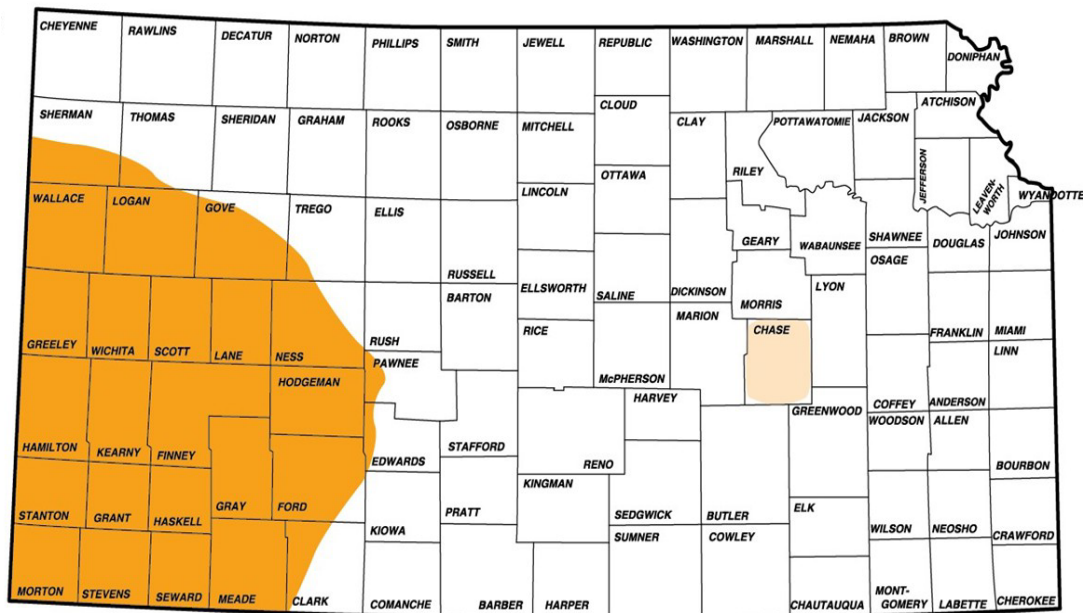 CHEYENNE
RAWLINS
DECATUR
NORTON
PHILLIPS
SMITH
JEWELL
REPUBLIC
WASHINGTON
MARSHALL
NEMAHA
BROWN
DONIPHAN
SHERMAN
THOMAS
SHERIDAN
GRAHAM
ROOKS
OSBORNE
MITCHELL
CLOUD
CLAY
RILEY
POTTAWATOMIE
JACKSON
ATCHISON
JEFFERSON
LEAVEN-
WORTH
WYANDOTTE
WALLACE
LOGAN
GOVE
TREGO
ELLIS
RUSSELL
LINCOLN
OTTAWA
SALINE
DICKINSON
GEARY
WABAUNSEE
SHAWNEE
DOUGLAS
JOHNSON
GREELEY
WICHITA
SCOTT
LANE
NESS
RUSH
BARTON
ELLSWORTH
RICE
McPHERSON
MARION
MORRIS
CHASE
LYON
OSAGE
FRANKLIN
MIAMI
HAMILTON
KEARNY
FINNEY
HODGEMAN
PAWNEE
STAFFORD
RENO
HARVEY
GREENWOOD
COFFEY
ANDERSON
LINN
STANTON
GRANT
HASKELL
GRAY
FORD
EDWARDS
KIOWA
PRATT
KINGMAN
SEDGWICK
BUTLER
ELK
WOODSON
ALLEN
BOURBON
WILSON
NEOSHO
CRAWFORD
MORTON
STEVENS
SEWARD
MEADE
CLARK
COMANCHE
BARBER
HARPER
SUMNER
COWLEY
CHAUTAUQUA
MONT-
GOMERY
LABETTE
CHEROKEE